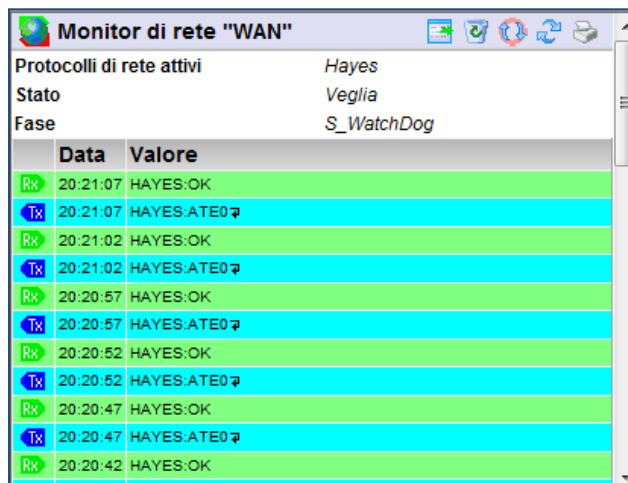 Monitor di rete "WAN"
Protocolli di rete attivi Hayes
Stato Veglia
Fase S_WatchDog
Data Valore
Rx 20:21:07 HAYES:OK
Tx 20:21:07 HAYES:ATE0
Rx 20:21:02 HAYES:OK
Tx 20:21:02 HAYES:ATE0
Rx 20:20:57 HAYES:OK
Tx 20:20:57 HAYES:ATE0
Rx 20:20:52 HAYES:OK
Tx 20:20:52 HAYES:ATE0
Rx 20:20:47 HAYES:OK
Tx 20:20:47 HAYES:ATE0
Rx 20:20:42 HAYES:OK